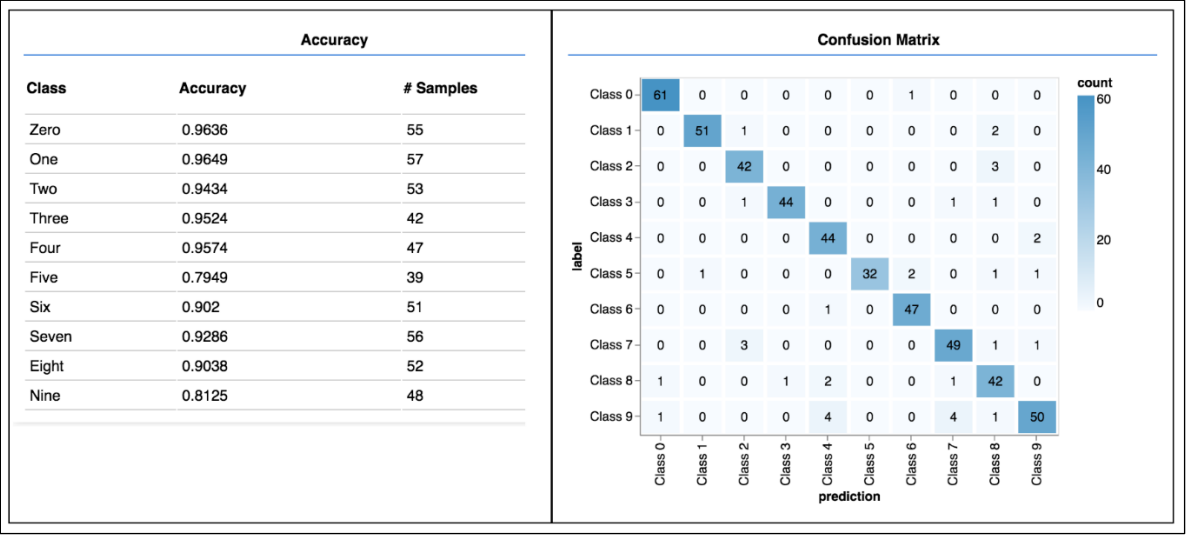 Accuracy
Class Accuracy # Samples
Zero 0.9636 55
One 0.9649 57
Two 0.9434 53
Three 0.9524 42
Four 0.9574 47
Five 0.7949 39
Six 0.902 51
Seven 0.9286 56
Eight 0.9038 52
Nine 0.8125 48
Confusion Matrix
Class 0 61 0 0 0 0 0 1 0 0 0
Class 1 0 51 1 0 0 0 0 0 2 0
Class 2 0 0 42 0 0 0 0 0 3 0
Class 3 0 0 1 44 0 0 0 1 1 0
Class 4 0 0 0 0 44 0 0 0 0 2
Class 5 0 1 0 0 0 32 2 0 1 1
Class 6 0 0 0 0 1 0 47 0 0 0
Class 7 0 0 3 0 0 0 0 49 1 1
Class 8 1 0 0 1 2 0 0 1 42 0
Class 9 1 0 0 0 4 0 0 4 1 50
label
Class 0 Class 1 Class 2 Class 3 Class 4 Class 5 Class 6 Class 7 Class 8 Class 9
prediction
count
60
40
20
0